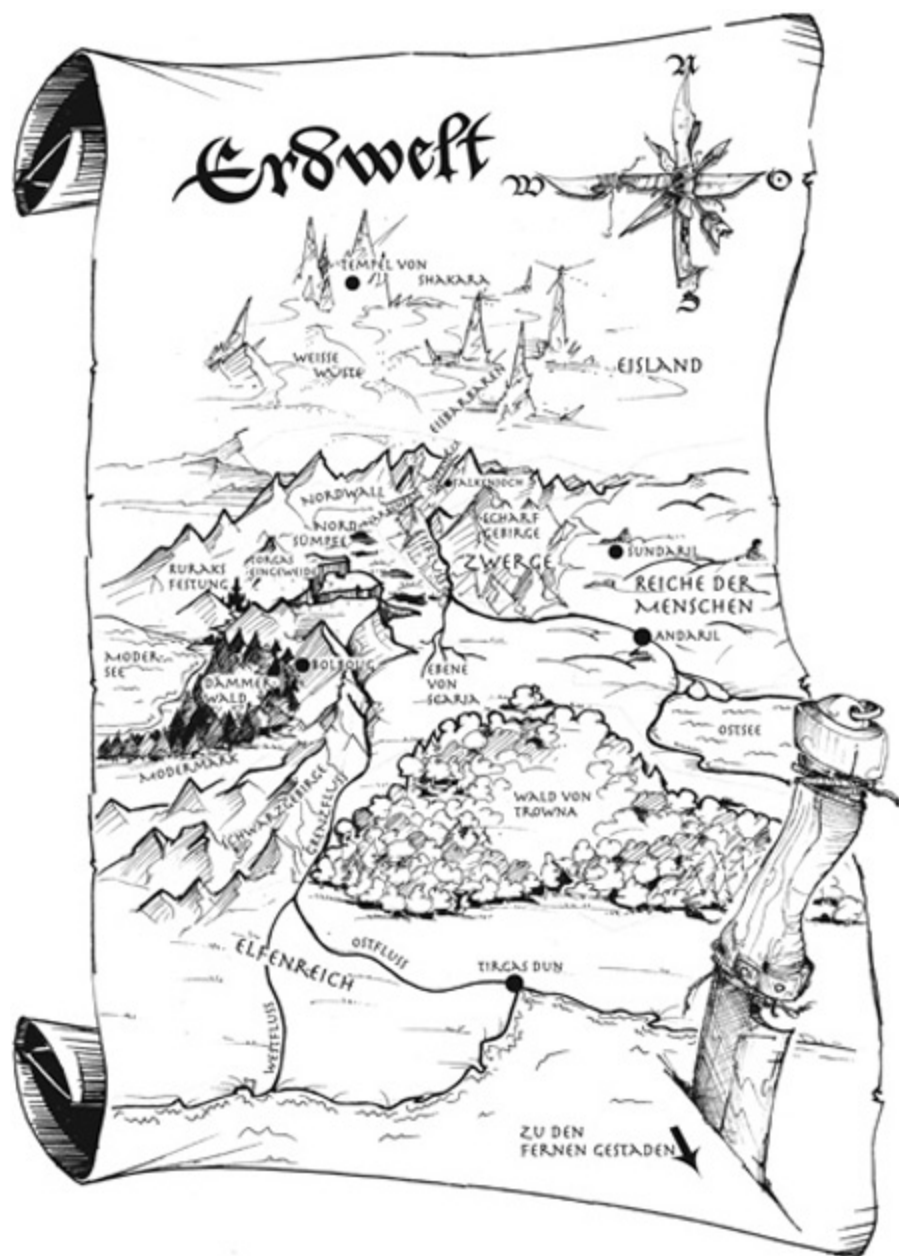 Erdwelt
N
W
O
S
TEMPEL VON
SHAKARA
WEISSE
WÜSTE
EISLAND
EISBARBAREN
NORDWALL
FALKENJOCH
NORD
SÜMPFE
SCHARF
GEBIRGE
ZWERGE
SUNDARIL
RURAKS
FESTUNG
TORGAS
EINGEWEIDE
REICHE DER
MENSCHEN
ANDARIL
MODER
SEE
BOLBOUG
DÄMMER
WALD
EBENE
VON
SCARIA
OSTSEE
MODERMARK
SCHWARZGEBIRGE
GRENZFLUSS
WALD VON
TROWNA
ELFENREICH
OSTFLUSS
TIRGAS DUN
WESTFLUSS
ZU DEN
FERNEN GESTADEN